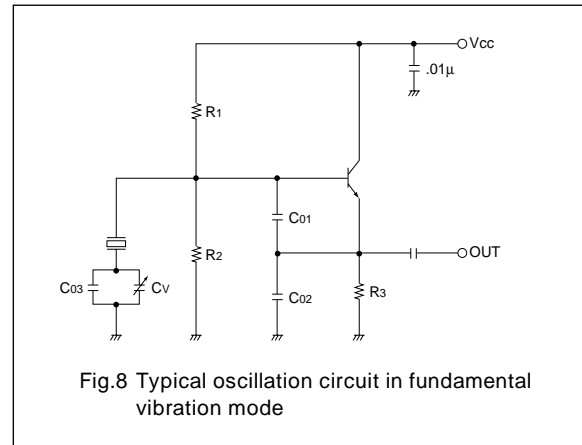 Vcc
.01µ
R1
C01
R2
OUT
C03
CV
C02
R3
Fig.8 Typical oscillation circuit in fundamental
vibration mode